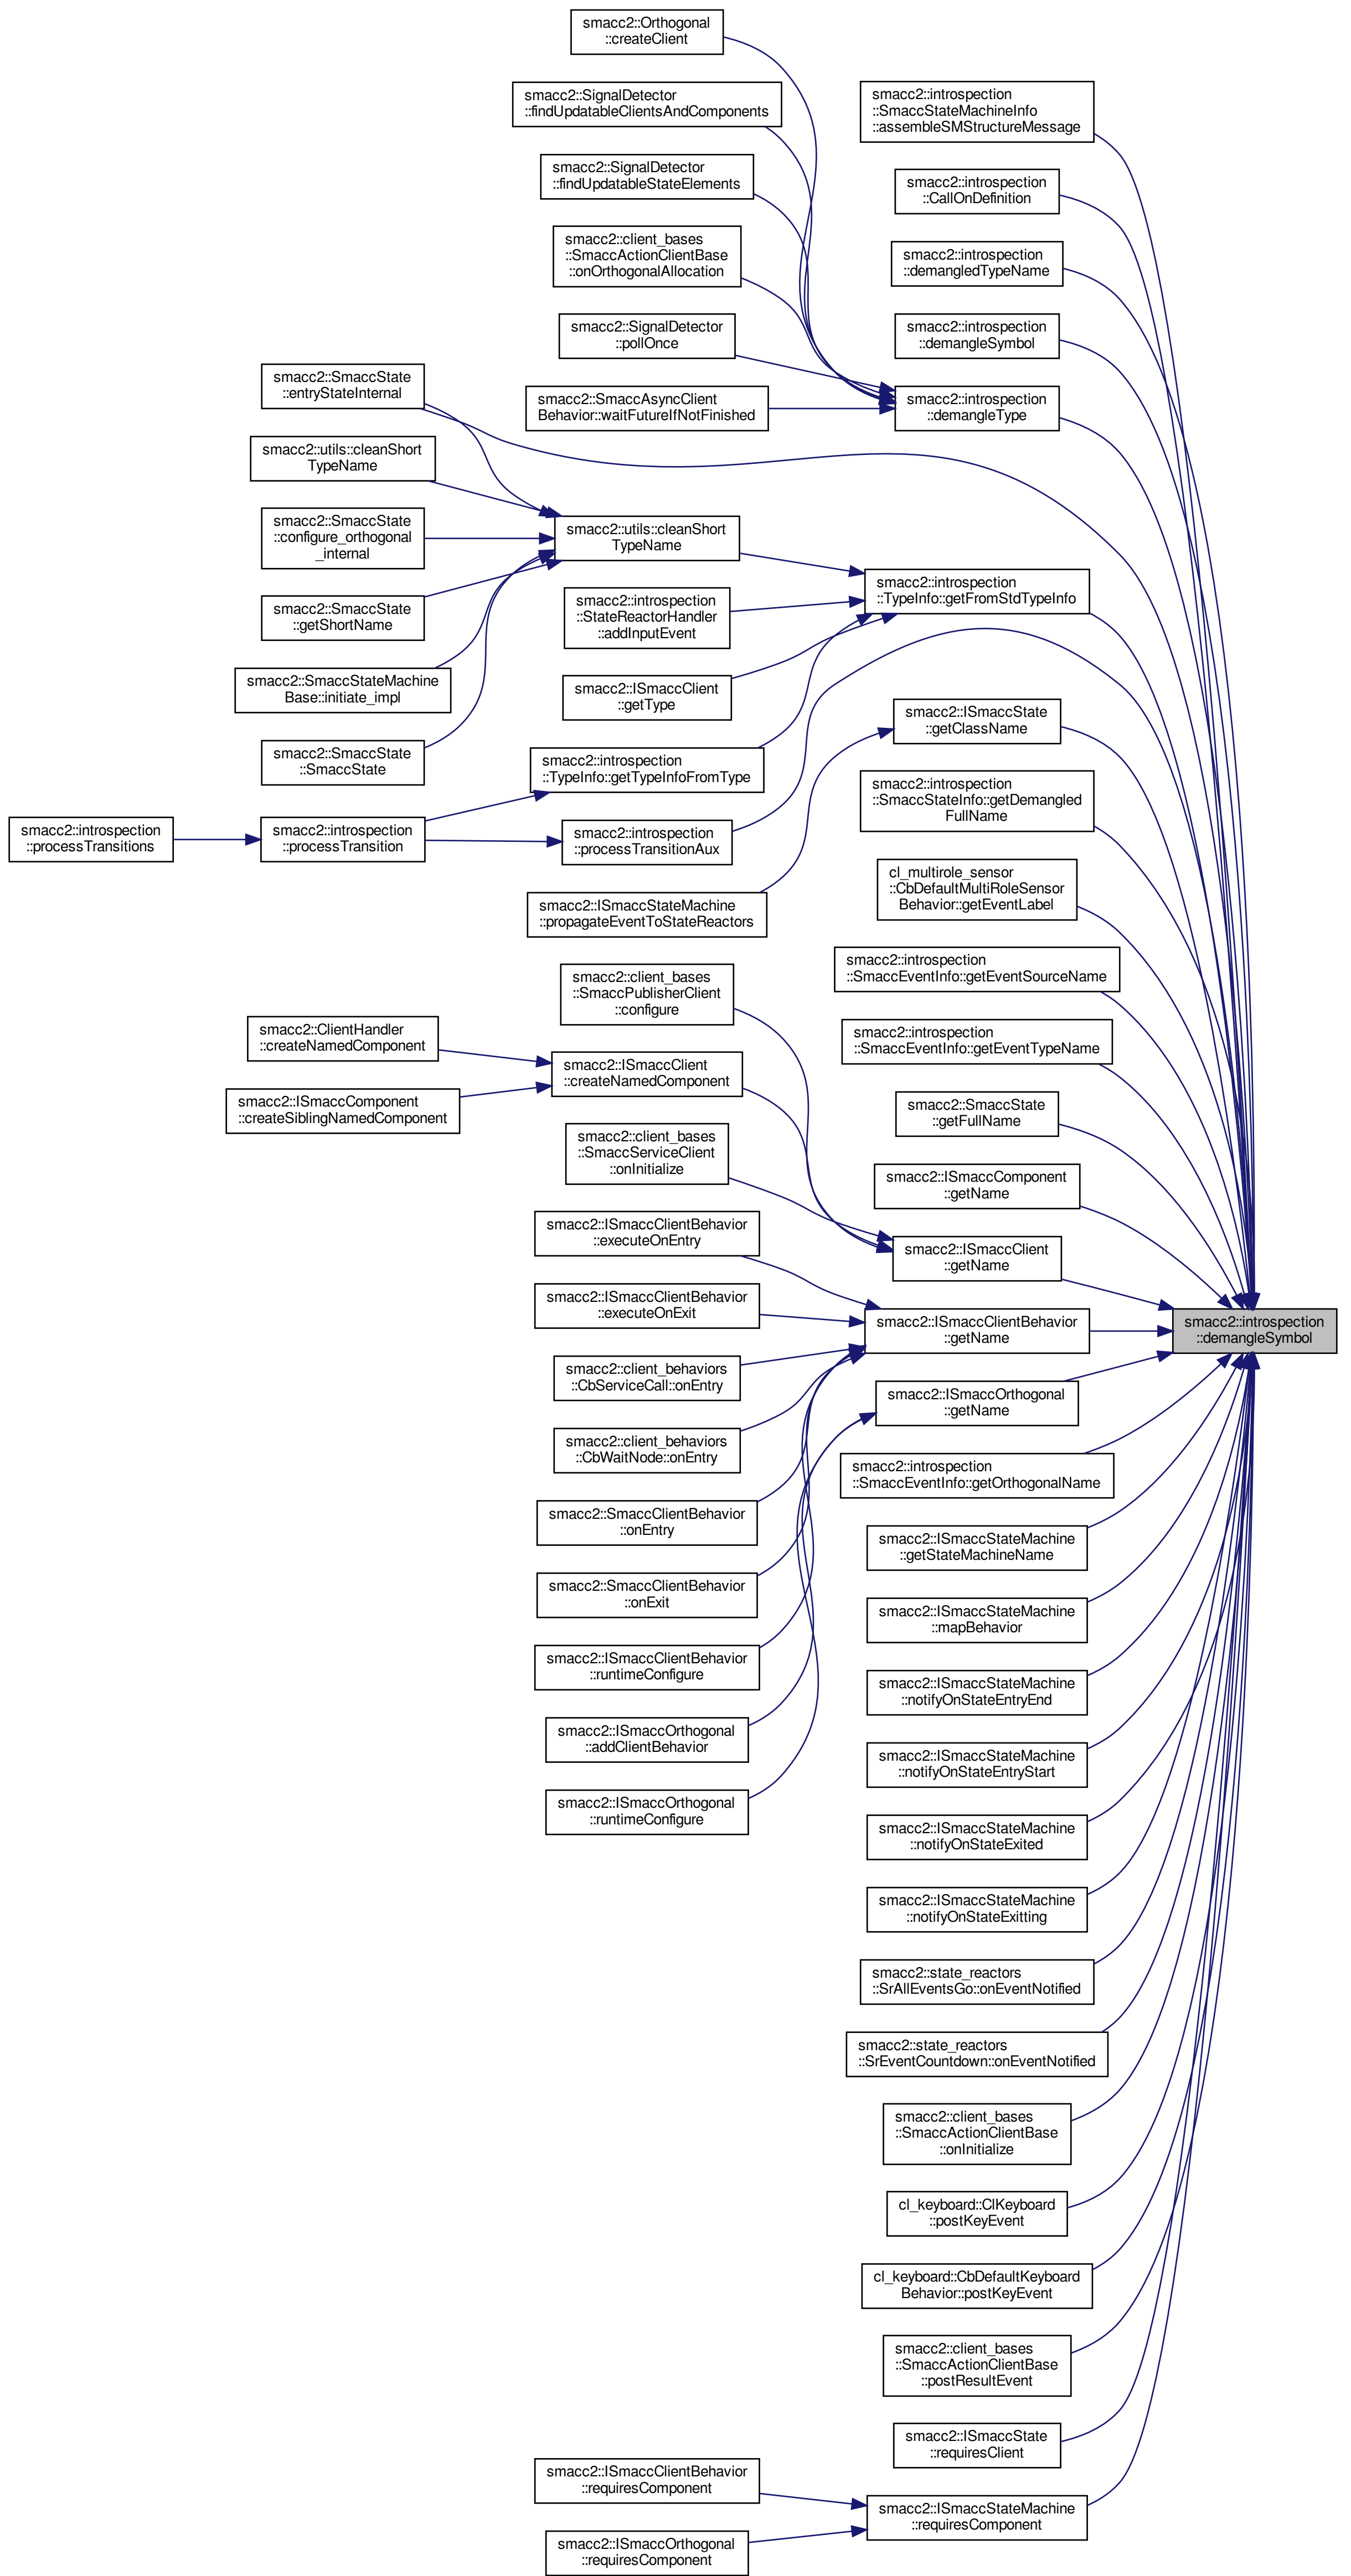 smacc2::Orthogonal
::createClient
smacc2::SignalDetector
::findUpdatableClientsAndComponents
smacc2::SignalDetector
::findUpdatableStateElements
smacc2::client_bases
::SmaccActionClientBase
::onOrthogonalAllocation
smacc2::SignalDetector
::pollOnce
smacc2::SmaccAsyncClient
Behavior::waitFutureIfNotFinished
smacc2::introspection
::SmaccStateMachineInfo
::assembleSMStructureMessage
smacc2::introspection
::CallOnDefinition
smacc2::introspection
::demangledTypeName
smacc2::introspection
::demangleSymbol
smacc2::introspection
::demangleType
smacc2::SmaccState
::entryStateInternal
smacc2::utils::cleanShort
TypeName
smacc2::SmaccState
::configure_orthogonal
_internal
smacc2::SmaccState
::getShortName
smacc2::SmaccStateMachine
Base::initiate_impl
smacc2::SmaccState
::SmaccState
smacc2::introspection
::processTransitions
smacc2::introspection
::processTransition
smacc2::utils::cleanShort
TypeName
smacc2::introspection
::StateReactorHandler
::addInputEvent
smacc2::ISmaccClient
::getType
smacc2::introspection
::TypeInfo::getTypeInfoFromType
smacc2::introspection
::processTransitionAux
smacc2::ISmaccStateMachine
::propagateEventToStateReactors
smacc2::introspection
::TypeInfo::getFromStdTypeInfo
smacc2::ISmaccState
::getClassName
smacc2::introspection
::SmaccStateInfo::getDemangled
FullName
cl_multirole_sensor
::CbDefaultMultiRoleSensor
Behavior::getEventLabel
smacc2::introspection
::SmaccEventInfo::getEventSourceName
smacc2::introspection
::SmaccEventInfo::getEventTypeName
smacc2::SmaccState
::getFullName
smacc2::ISmaccComponent
::getName
smacc2::ISmaccClient
::getName
smacc2::client_bases
::SmaccPublisherClient
::configure
smacc2::ClientHandler
::createNamedComponent
smacc2::ISmaccComponent
::createSiblingNamedComponent
smacc2::ISmaccClient
::createNamedComponent
smacc2::client_bases
::SmaccServiceClient
::onInitialize
smacc2::ISmaccClientBehavior
::executeOnEntry
smacc2::ISmaccClientBehavior
::executeOnExit
smacc2::client_behaviors
::CbServiceCall::onEntry
smacc2::client_behaviors
::CbWaitNode::onEntry
smacc2::SmaccClientBehavior
::onEntry
smacc2::SmaccClientBehavior
::onExit
smacc2::ISmaccClientBehavior
::runtimeConfigure
smacc2::ISmaccOrthogonal
::addClientBehavior
smacc2::ISmaccOrthogonal
::runtimeConfigure
smacc2::introspection
::demangleSymbol
smacc2::ISmaccClientBehavior
::getName
smacc2::ISmaccOrthogonal
::getName
smacc2::introspection
::SmaccEventInfo::getOrthogonalName
smacc2::ISmaccStateMachine
::getStateMachineName
smacc2::ISmaccStateMachine
::mapBehavior
smacc2::ISmaccStateMachine
::notifyOnStateEntryEnd
smacc2::ISmaccStateMachine
::notifyOnStateEntryStart
smacc2::ISmaccStateMachine
::notifyOnStateExited
smacc2::ISmaccStateMachine
::notifyOnStateExitting
smacc2::state_reactors
::SrAllEventsGo::onEventNotified
smacc2::state_reactors
::SrEventCountdown::onEventNotified
smacc2::client_bases
::SmaccActionClientBase
::onInitialize
cl_keyboard::ClKeyboard
::postKeyEvent
cl_keyboard::CbDefaultKeyboard
Behavior::postKeyEvent
smacc2::client_bases
::SmaccActionClientBase
::postResultEvent
smacc2::ISmaccState
::requiresClient
smacc2::ISmaccStateMachine
::requiresComponent
smacc2::ISmaccClientBehavior
::requiresComponent
smacc2::ISmaccOrthogonal
::requiresComponent